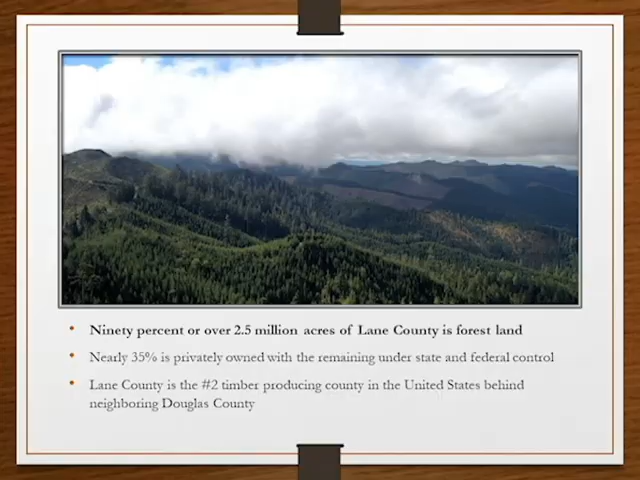 Ninety percent or over 2.5 million acres of Lane County is forest land
Nearly 35% is privately owned with the remaining under state and federal control
Lane County is the #2 timber producing county in the United States behind
neighboring Douglas County